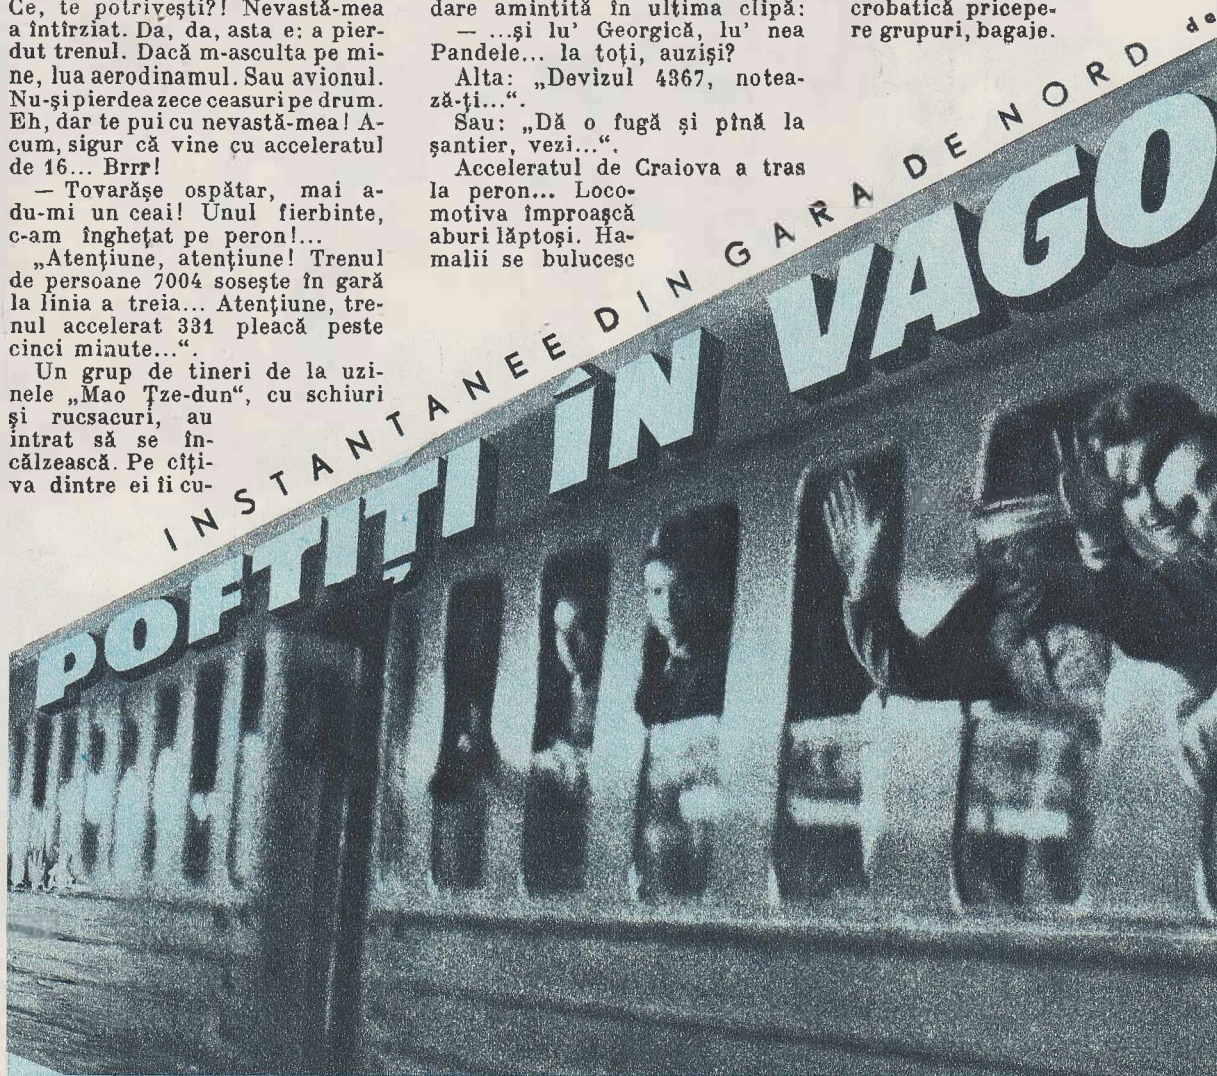 Ce, te potrivești?! Nevastă-mea
a întîrziat. Da, da, asta e: a pier-
dut trenul. Dacă m-asculta pe mi-
ne, lua aerodinamul. Sau avionul.
Nu-și pierdea zece ceasuri pe drum.
Eh, dar te pui cu nevastă-mea! A-
cum, sigur că vine cu acceleratul
de 16... Brrr!
— Tovarășe ospătar, mai a-
du-mi un ceai! Unul fierbinte,
c-am înghețat pe peron!...
„Atențiune, atențiune! Trenul
de persoane 7004 sosește în gară
la linia a treia... Atențiune, tre-
nul accelerat 331 pleacă peste
cinci minute...“.
Un grup de tineri de la uzi-
nele „Mao Țze-dun“, cu schiuri
și rucsacuri, au
intrat să se în-
călzească. Pe cîți-
va dintre ei îi cu-
dare amintită în ultima clipă:
— ...și lu' Georgică, lu' nea
Pandele... la toți, auziși?
Alta: „Devizul 4367, notea-
ză-ți...“.
Sau: „Dă o fugă și pînă la
șantier, vezi...“.
Acceleratul de Craiova a tras
la peron... Loco-
motiva împroașcă
aburi lăptoși. Ha-
malii se bulucesc
crobatică pricepe-
re grupuri, bagaje.
INSTANTANEE DIN GARA DE NORD de
POFTIȚI ÎN VAGO